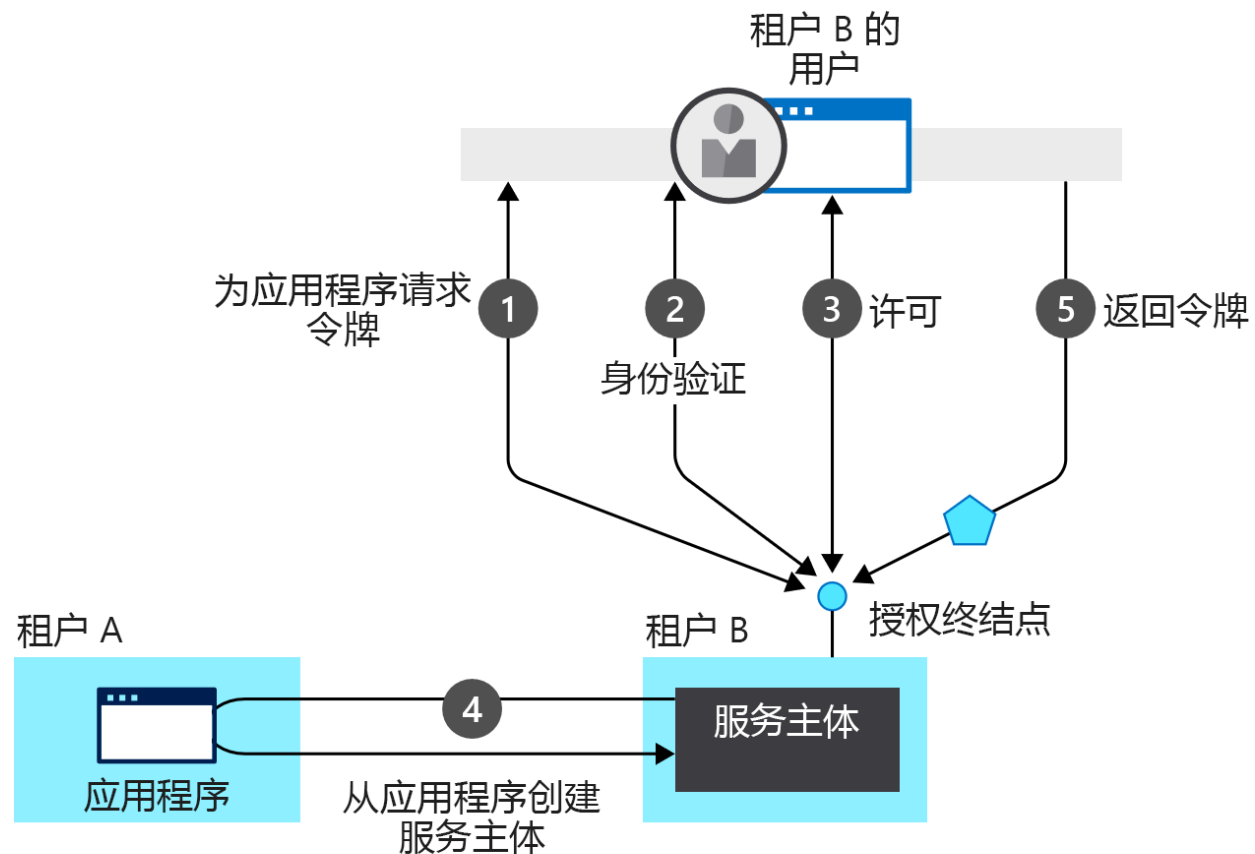 租户 B 的
用户
为应用程序请求
令牌
1
2
3
许可
5
返回令牌
身份验证
授权终结点
租户 A
租户 B
4
服务主体
应用程序
从应用程序创建
服务主体